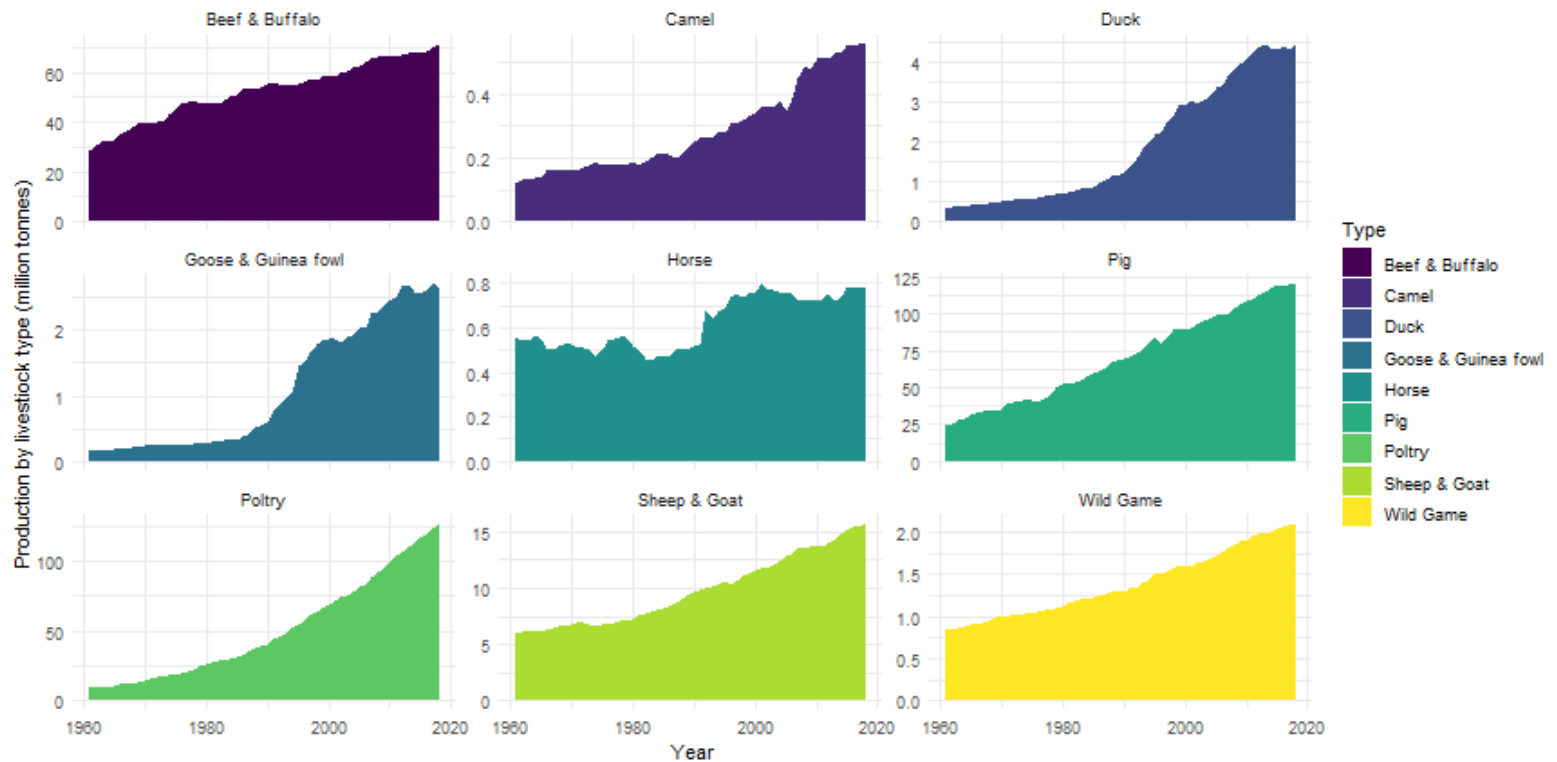 Beef & Buffalo
Camel
Duck
60
40
20
0
0.4
0.2
0.0
4
3
2
1
0
Goose & Guinea fowl
Horse
Pig
2
1
0
0.8
0.6
0.4
0.2
0.0
125
100
75
50
25
0
Poltry
Sheep & Goat
Wild Game
100
50
0
15
10
5
0
2.0
1.5
1.0
0.5
0.0
1960 1980 2000 2020
1960 1980 2000 2020
1960 1980 2000 2020
Year
Production by livestock type (million tonnes)
Type
Beef & Buffalo
Camel
Duck
Goose & Guinea fowl
Horse
Pig
Poltry
Sheep & Goat
Wild Game